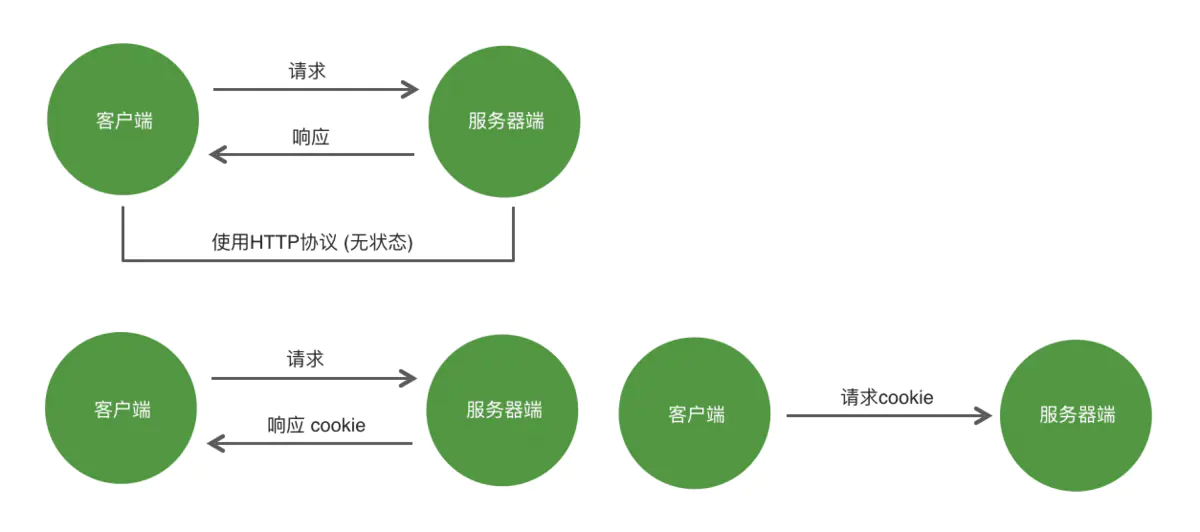 请求
客户端
服务器端
响应
使用HTTP协议 (无状态)
请求
客户端
服务器端
响应 cookie
请求cookie
客户端
服务器端